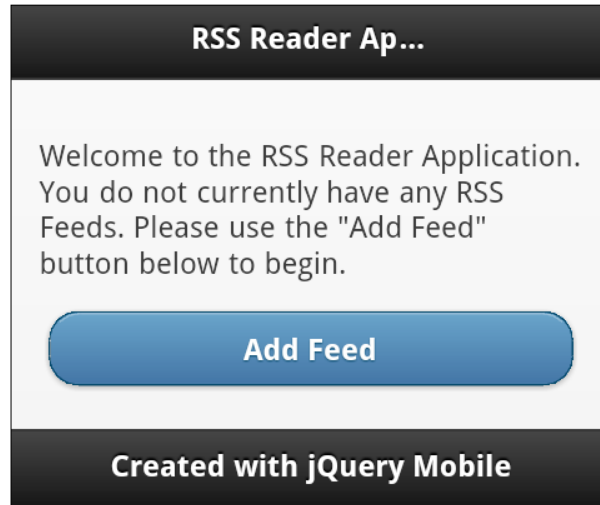 RSS Reader Ap...
Welcome to the RSS Reader Application.
You do not currently have any RSS
Feeds. Please use the "Add Feed"
button below to begin.
Add Feed
Created with jQuery Mobile